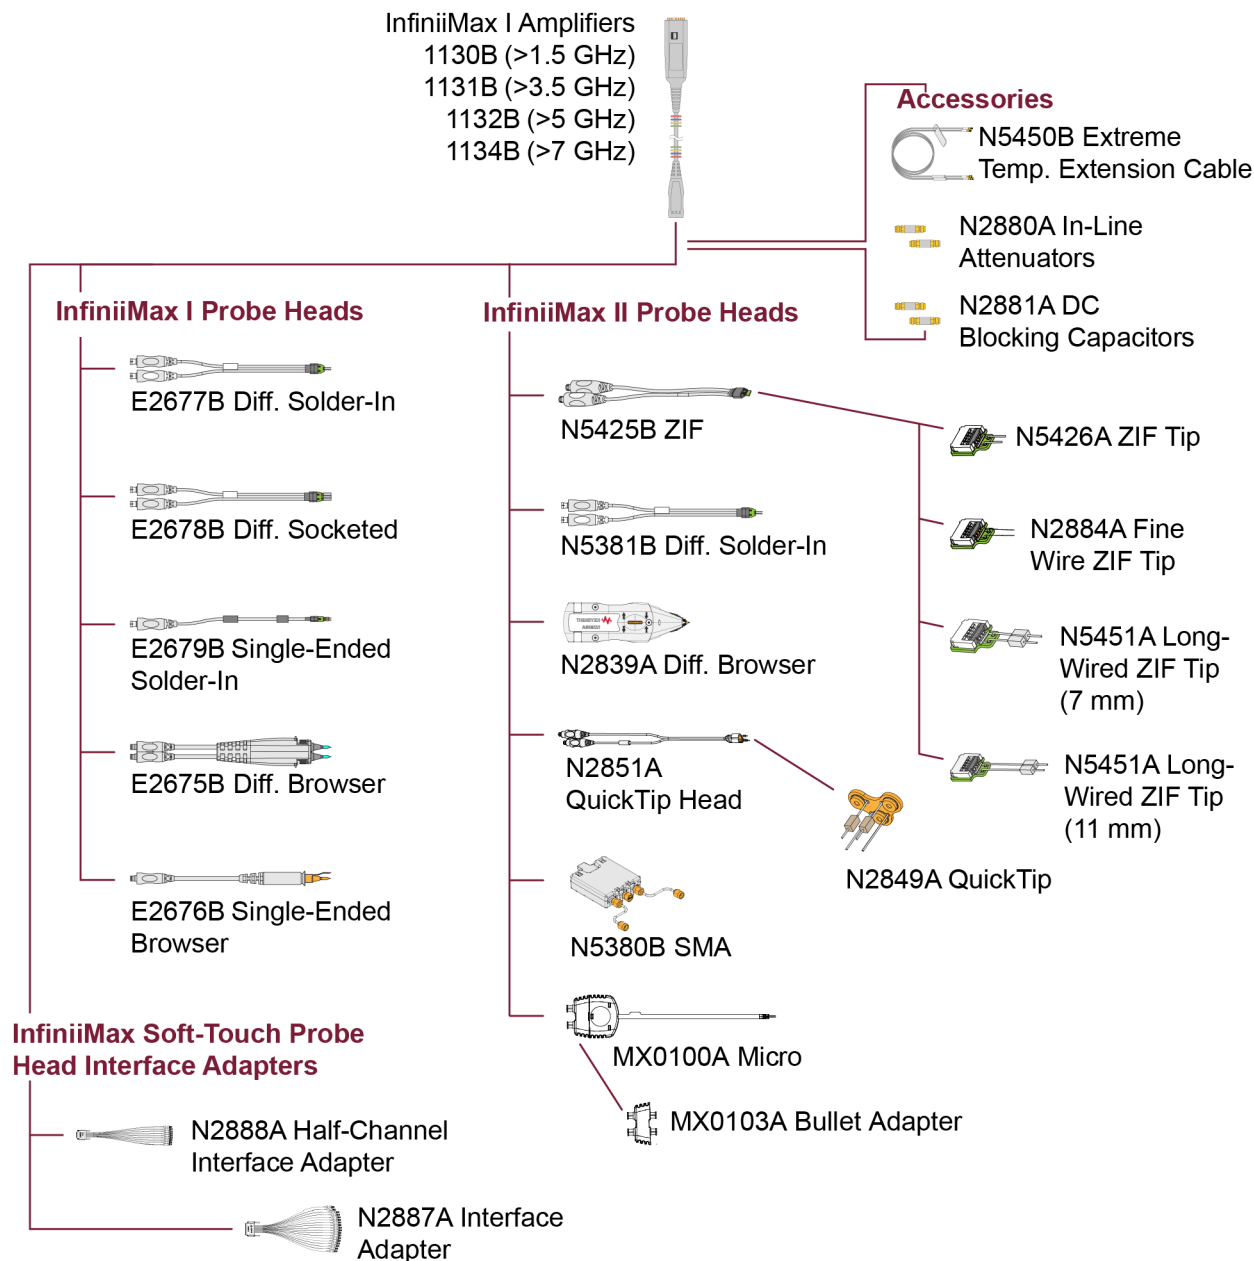 InfiniiMax I Amplifiers
1130B (>1.5 GHz)
1131B (>3.5 GHz)
1132B (>5 GHz)
1134B (>7 GHz)
Accessories
N5450B Extreme
Temp. Extension Cable
N2880A In-Line
Attenuators
N2881A DC
Blocking Capacitors
InfiniiMax I Probe Heads
E2677B Diff. Solder-In
E2678B Diff. Socketed
E2679B Single-Ended
Solder-In
E2675B Diff. Browser
E2676B Single-Ended
Browser
InfiniiMax II Probe Heads
N5425B ZIF
N5381B Diff. Solder-In
N2839A Diff. Browser
N2851A
QuickTip Head
N5380B SMA
MX0100A Micro
MX0103A Bullet Adapter
N5426A ZIF Tip
N2884A Fine
Wire ZIF Tip
N5451A Long-
Wired ZIF Tip
(7 mm)
N5451A Long-
Wired ZIF Tip
(11 mm)
N2849A QuickTip
InfiniiMax Soft-Touch Probe
Head Interface Adapters
N2888A Half-Channel
Interface Adapter
N2887A Interface
Adapter